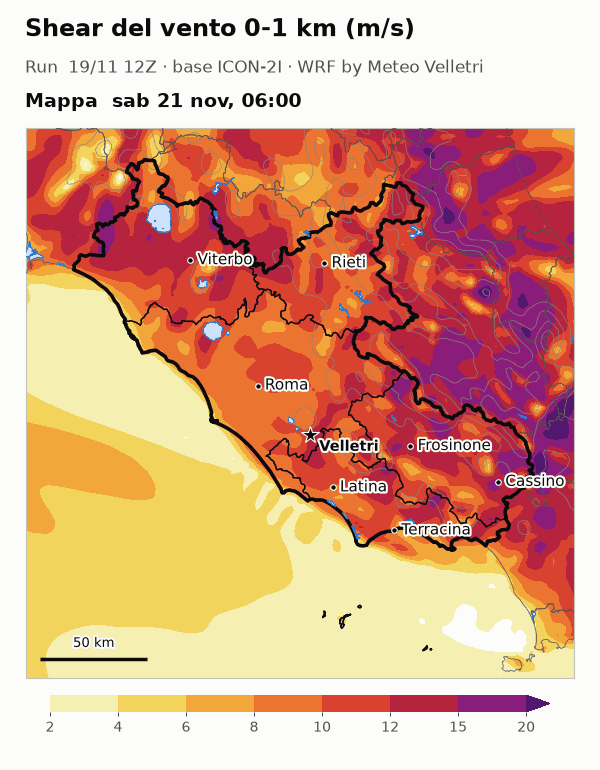 Shear del vento 0-1 km (m/s)
Run 19/11 12Z · base ICON-2I · WRF by Meteo Velletri
Mappa sab 21 nov, 06:00
Viterbo
Rieti
Roma
Velletri
Frosinone
Cassino
Latina
Terracina
50 km
2 4 6 8 10 12 15 20